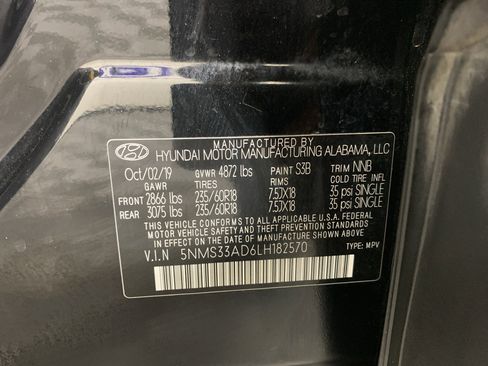 MANUFACTURED BY
HYUNDAI MOTOR MANUFACTURING ALABAMA, LLC
Oct/02/19 GVWR 4872 lbs PAINT S3B TRIM NNB
GAWR TIRES RIMS COLD TIRE INFL
FRONT 2866 lbs 235/60R18 7.5JX18 35 psi SINGLE
REAR 3075 lbs 235/60R18 7.5JX18 35 psi SINGLE
THIS VEHICLE CONFORMS TO ALL APPLICABLE U.S.A. FEDERAL
MOTOR VEHICLE SAFETY, BUMPER, AND
THEFT PREVENTION STANDARDS IN EFFECT
ON THE DATE OF MANUFACTURE SHOWN ABOVE.
V.I.N 5NMS33AD6LH182570 TYPE: MPV